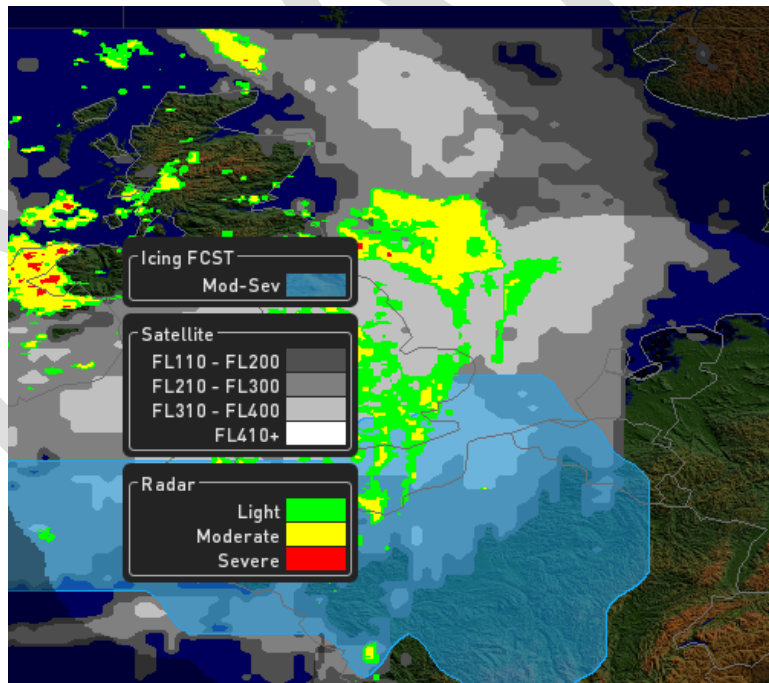 Icing FCST
Mod-Sev
Satellite
FL110 - FL200
FL210 - FL300
FL310 - FL400
FL410+
Radar
Light
Moderate
Severe